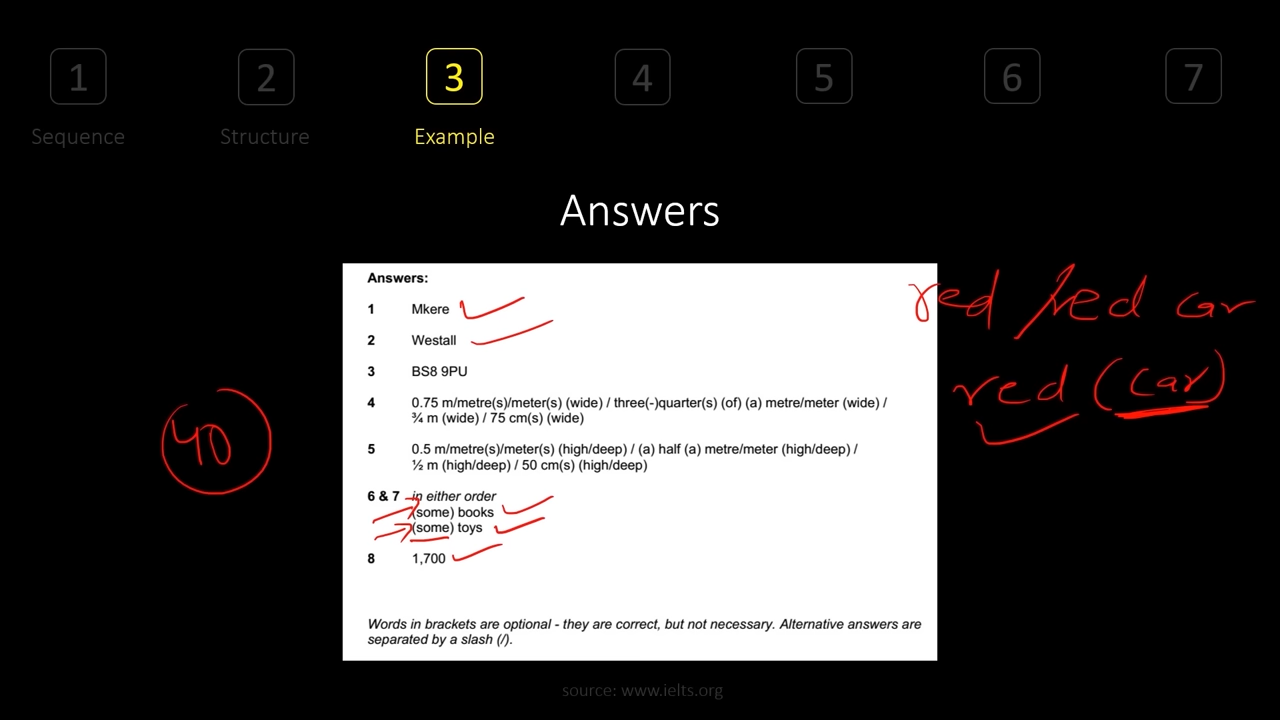 1 2 3 4 5 6 7
Sequence Structure Example
Answers
Answers:
1 Mkere
2 Westall
3 BS8 9PU
4 0.75 m/metre(s)/meter(s) (wide) / three(-)quarter(s) (of) (a) metre/meter (wide) /
¾ m (wide) / 75 cm(s) (wide)
5 0.5 m/metre(s)/meter(s) (high/deep) / (a) half (a) metre/meter (high/deep) /
½ m (high/deep) / 50 cm(s) (high/deep)
6 & 7 in either order
(some) books
(some) toys
8 1,700
Words in brackets are optional - they are correct, but not necessary. Alternative answers are
separated by a slash (/).
red / red car
red (car)
40
source: www.ielts.org